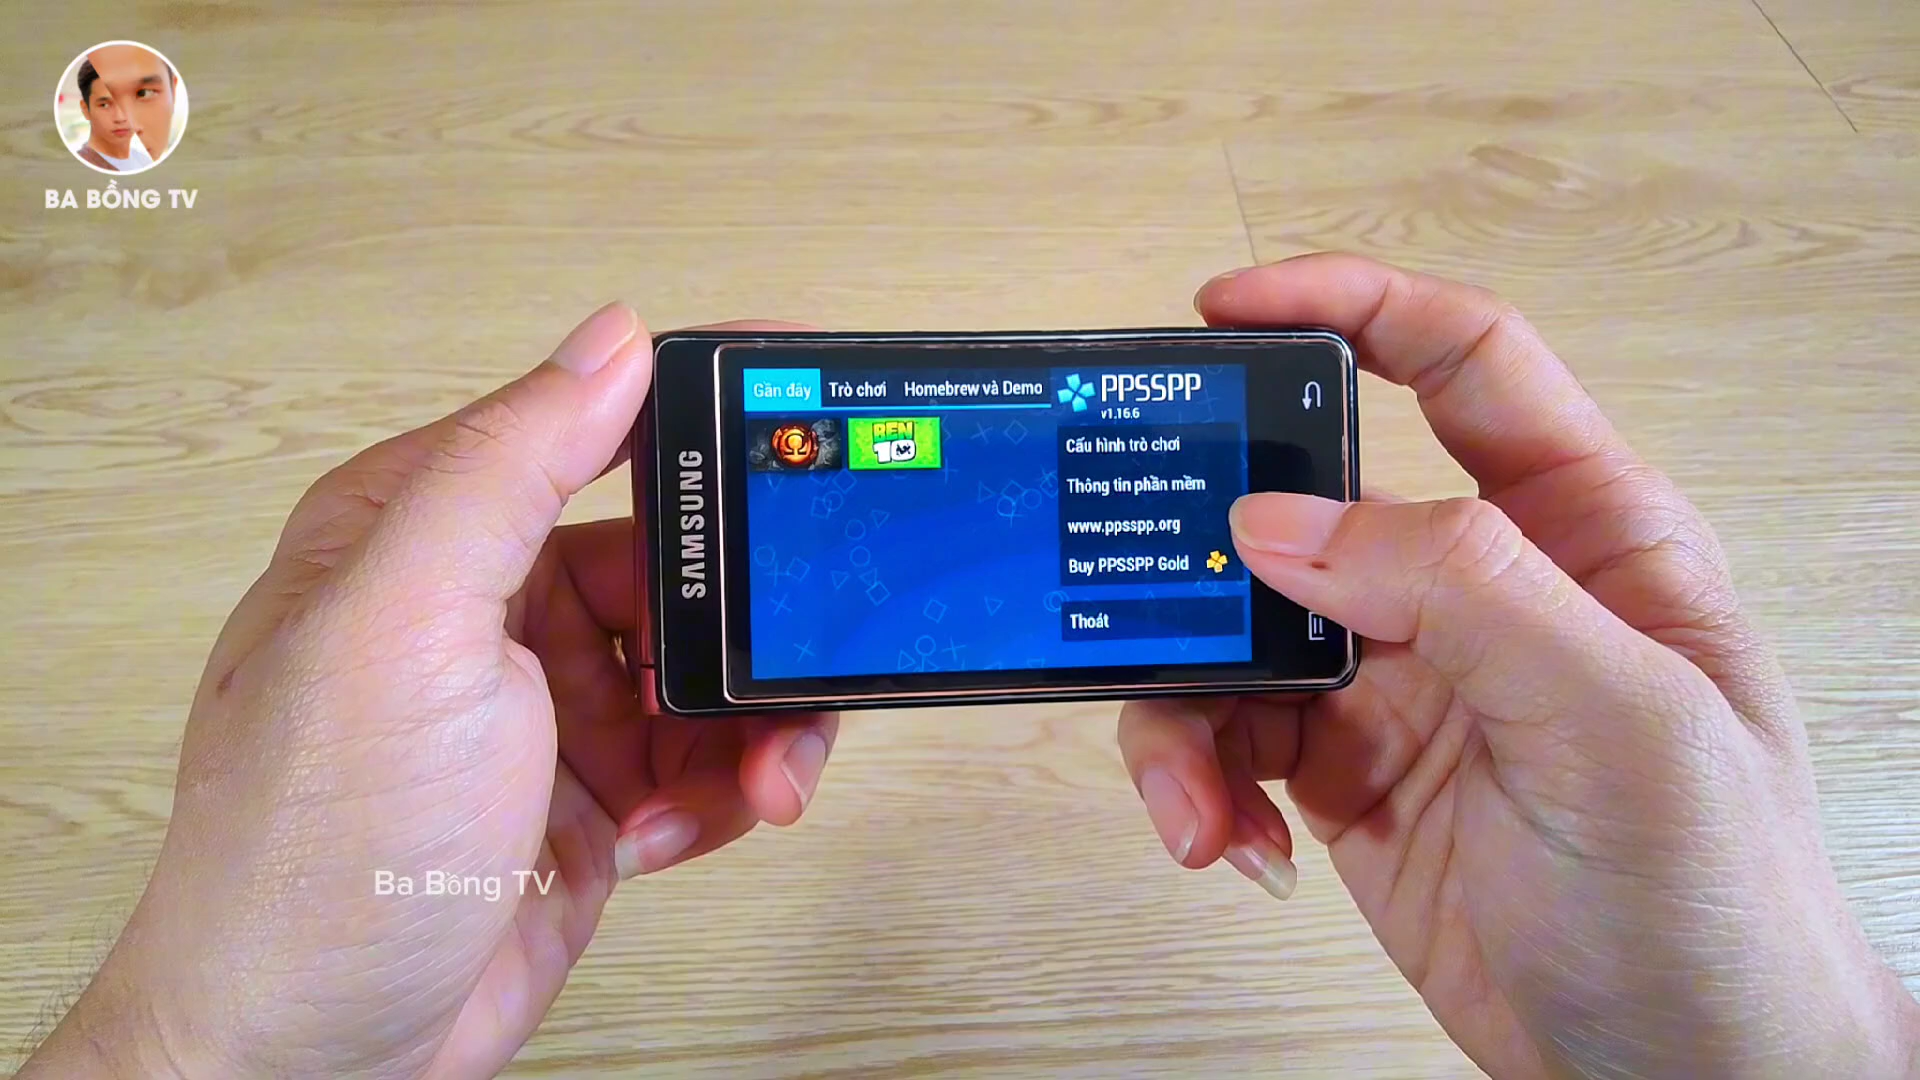 BA BỒNG TV
SAMSUNG
Gần đây Trò chơi Homebrew và Demo
PPSSPP
v1.16.6
BEN
10
Cấu hình trò chơi
Thông tin phần mềm
www.ppsspp.org
Buy PPSSPP Gold
Thoát
Ba Bồng TV